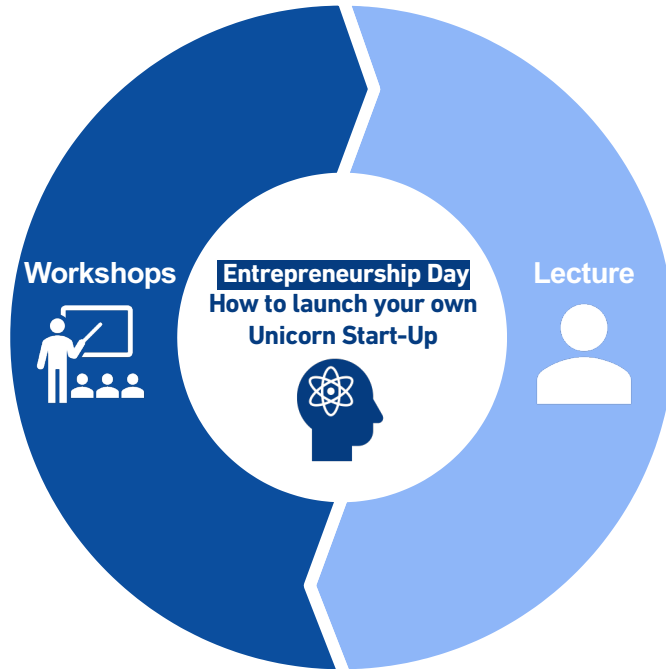 Workshops
Entrepreneurship Day
How to launch your own
Unicorn Start-Up
Lecture